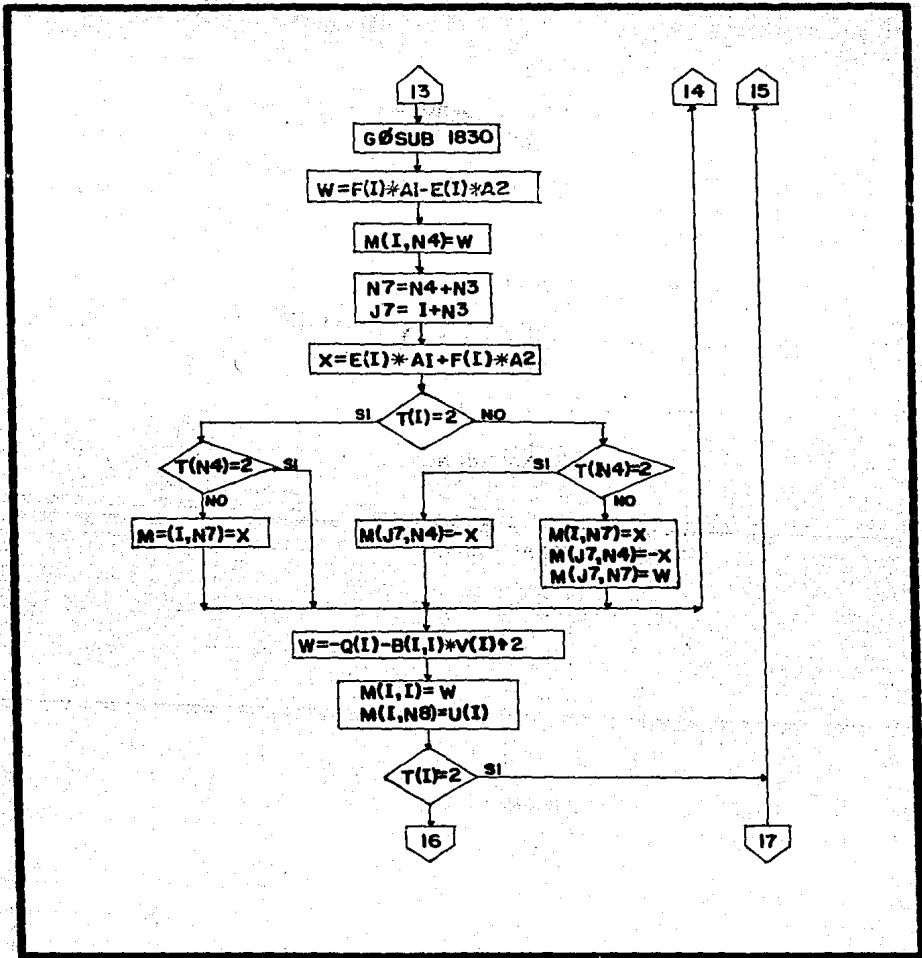 13
14
15
GØSUB 1830
W=F(I)*A1-E(I)*A2
M(I,N4)=W
N7=N4+N3
J7= I+N3
X=E(I)*A1+F(I)*A2
SI
T(I)=2
NO
T(N4)=2
SI
SI
T(N4)=2
NO
NO
M=(I,N7)=X
M(J7,N4)=-X
M(I,N7)=X
M(J7,N4)=-X
M(J7,N7)=W
W=-Q(I)-B(I,I)*V(I)↑2
M(I,I)=W
M(I,N8)=U(I)
T(I)=2
SI
16
17